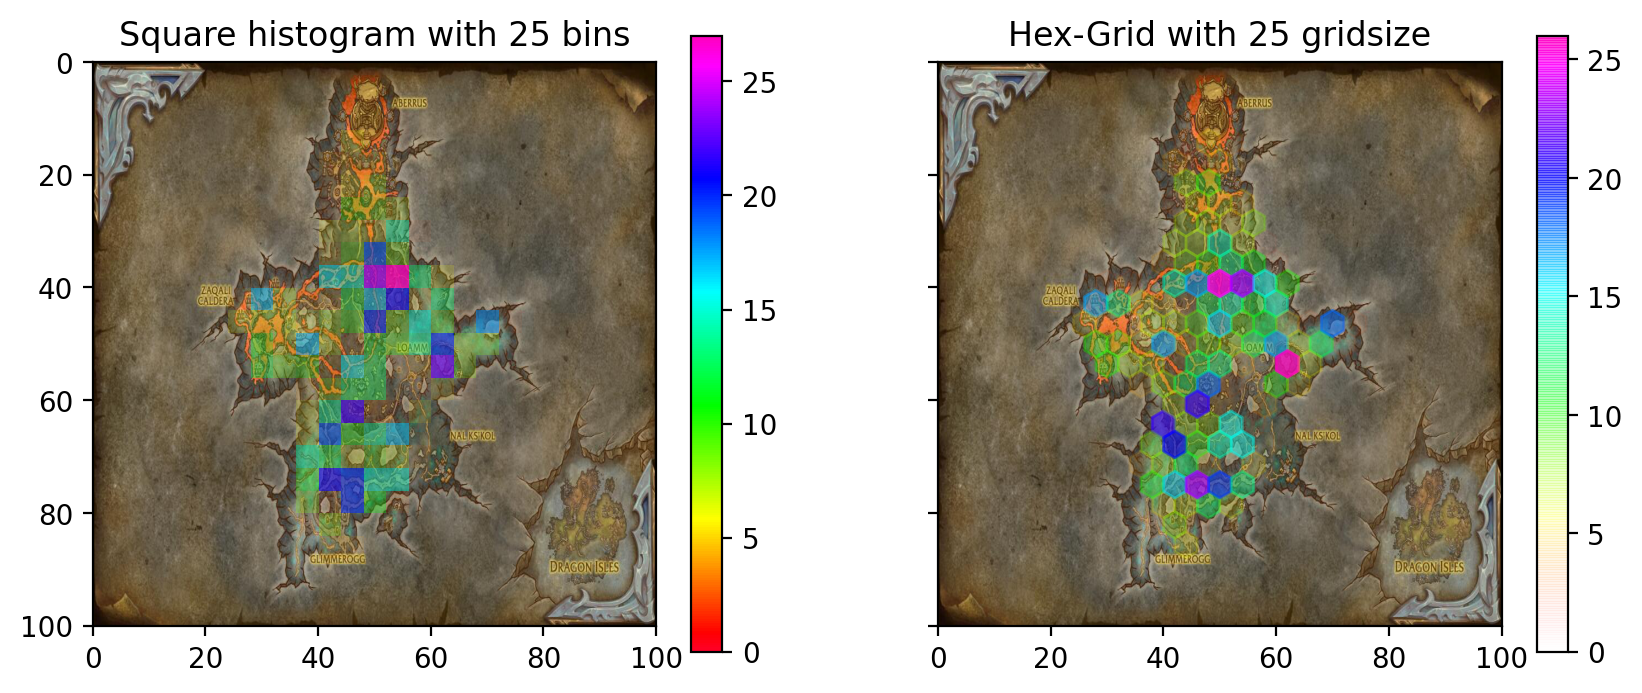 Square histogram with 25 bins
0
20
40
60
80
100
0
20
40
60
80
100
ABERRUS
ZAQALI
CALDERA
LOAMM
NAL KS'KOL
GLIMMEROGG
DRAGON ISLES
25
20
15
10
5
0
Hex-Grid with 25 gridsize
0
20
40
60
80
100
ABERRUS
ZAQALI
CALDERA
LOAMM
NAL KS'KOL
GLIMMEROGG
DRAGON ISLES
25
20
15
10
5
0